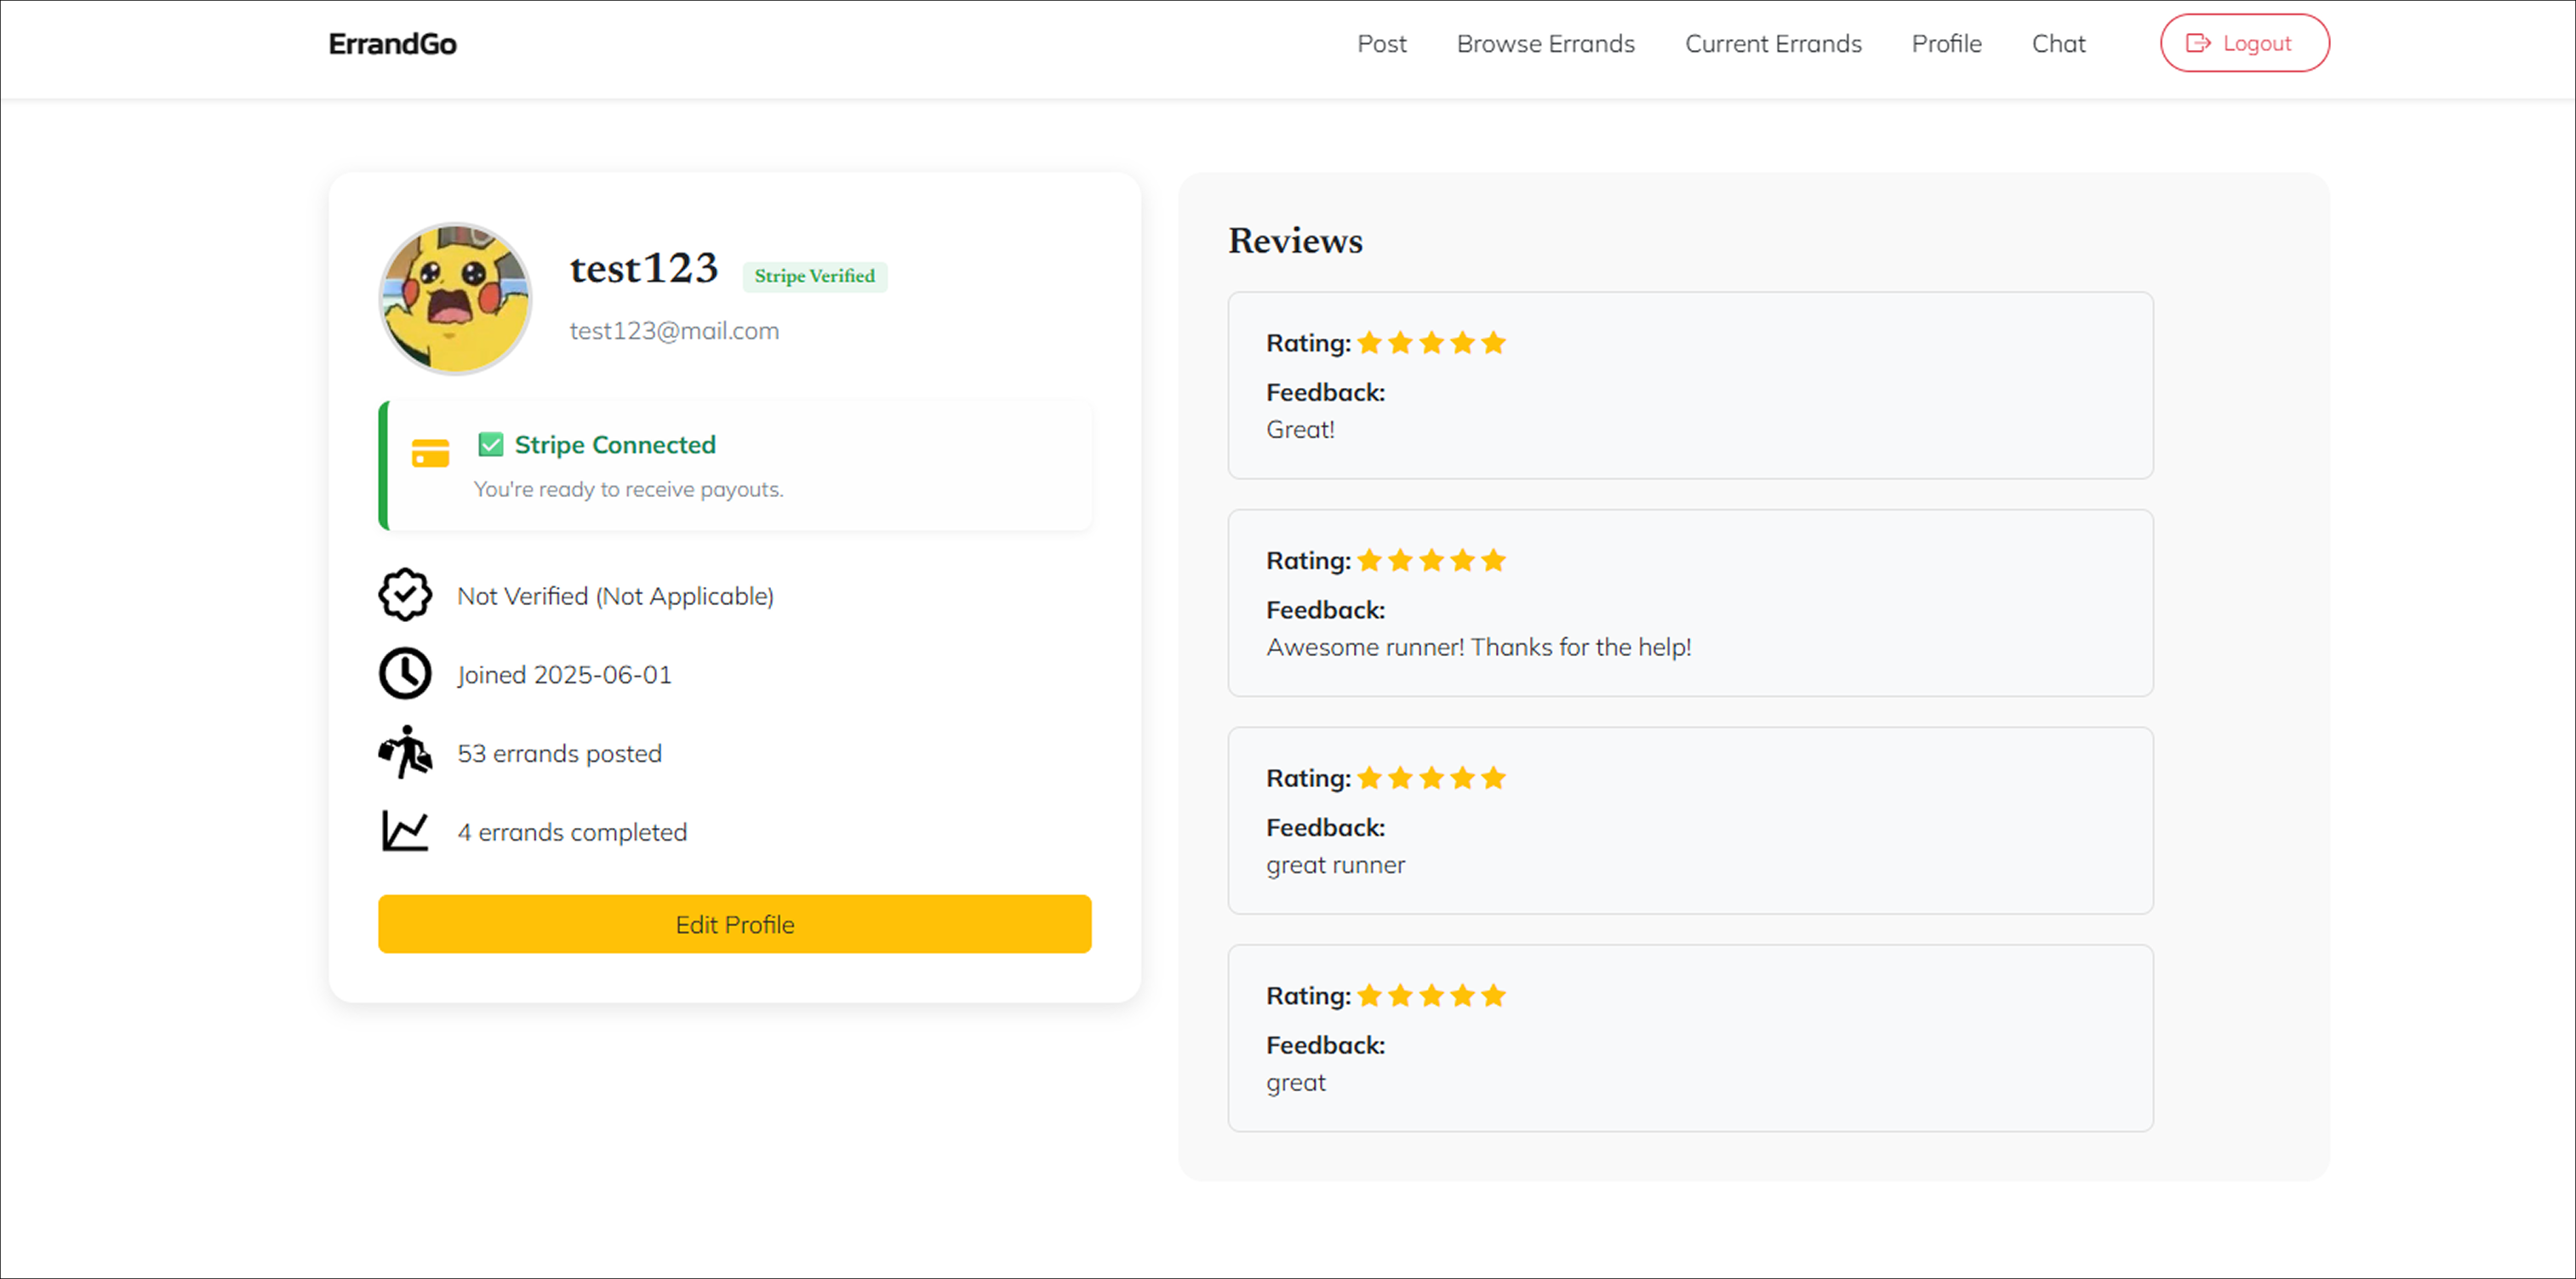 ErrandGo
Post
Browse Errands
Current Errands
Profile
Chat
Logout
test123
Stripe Verified
test123@mail.com
Stripe Connected
You're ready to receive payouts.
Not Verified (Not Applicable)
Joined 2025-06-01
53 errands posted
4 errands completed
Edit Profile
Reviews
Rating:
Feedback:
Great!
Rating:
Feedback:
Awesome runner! Thanks for the help!
Rating:
Feedback:
great runner
Rating:
Feedback:
great